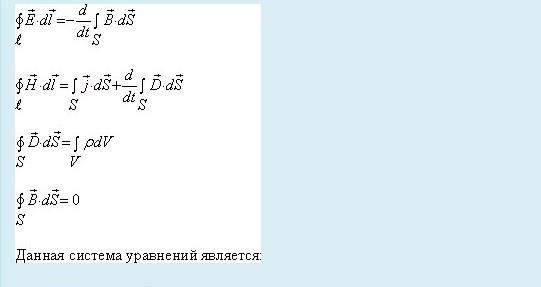 ∮ℓ E⃗·dl⃗ = − d/dt ∫S B⃗·dS⃗
∮ℓ H⃗·dl⃗ = ∫S j⃗·dS⃗ + d/dt ∫S D⃗·dS⃗
∮S D⃗·dS⃗ = ∫V ρdV
∮S B⃗·dS⃗ = 0
Данная система уравнений является: